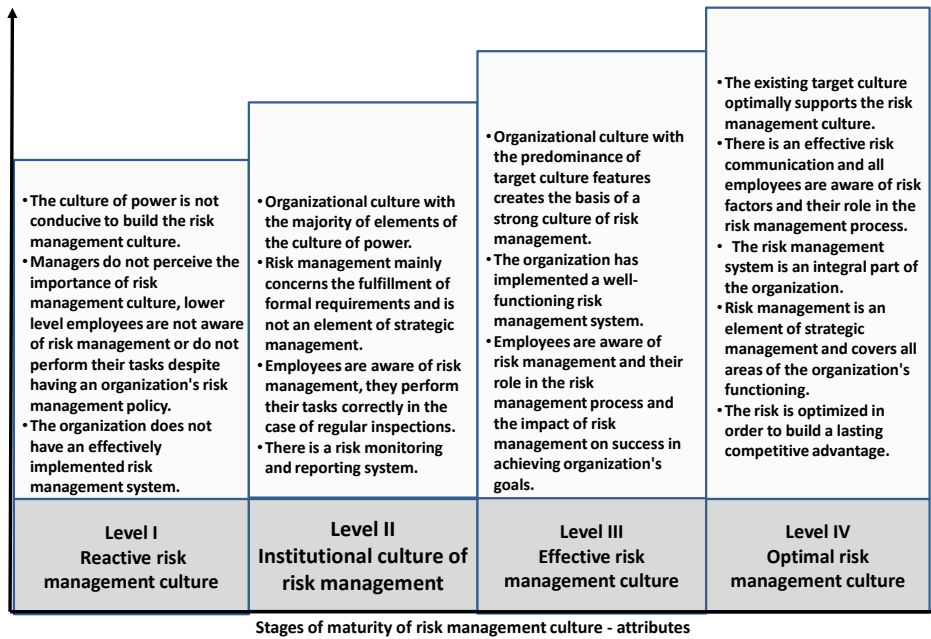 • The culture of power is not
conducive to build the risk
management culture.
• Managers do not perceive the
importance of risk
management culture, lower
level employees are not aware
of risk management or do not
perform their tasks despite
having an organization's risk
management policy.
• The organization does not
have an effectively
implemented risk
management system.
Level I
Reactive risk
management culture
• Organizational culture with
the majority of elements of
the culture of power.
• Risk management mainly
concerns the fulfillment of
formal requirements and is
not an element of strategic
management.
• Employees are aware of risk
management, they perform
their tasks correctly in the
case of regular inspections.
• There is a risk monitoring
and reporting system.
Level II
Institutional culture of
risk management
• Organizational culture with
the predominance of
target culture features
creates the basis of a
strong culture of risk
management.
• The organization has
implemented a well-
functioning risk
management system.
• Employees are aware of
risk management and their
role in the risk
management process and
the impact of risk
management on success in
achieving organization's
goals.
Level III
Effective risk
management culture
• The existing target culture
optimally supports the risk
management culture.
• There is an effective risk
communication and all
employees are aware of risk
factors and their role in the
risk management process.
• The risk management
system is an integral part of
the organization.
• Risk management is an
element of strategic
management and covers all
areas of the organization's
functioning.
• The risk is optimized in
order to build a lasting
competitive advantage.
Level IV
Optimal risk
management culture
Stages of maturity of risk management culture - attributes